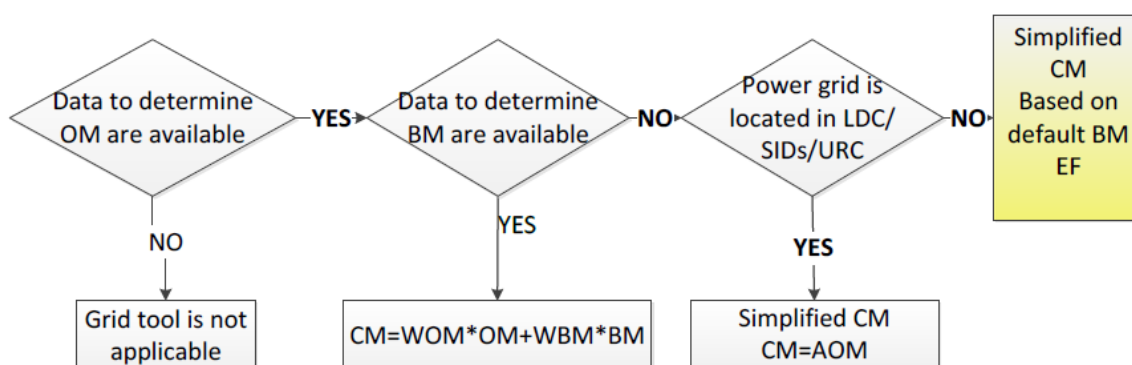 Data to determine
OM are available
YES
Data to determine
BM are available
NO
Power grid is
located in LDC/
SIDs/URC
NO
Simplified
CM
Based on
default BM
EF
NO
YES
YES
Grid tool is not
applicable
CM=WOM*OM+WBM*BM
Simplified CM
CM=AOM